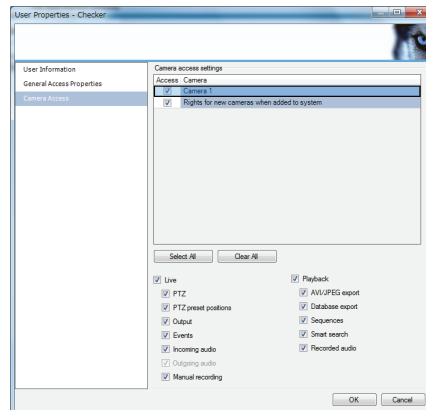 User Properties - Checker
User Information
General Access Properties
Camera Access
Camera access settings
Access Camera
Camera 1
Rights for new cameras when added to system
Select All Clear All
Live
PTZ
PTZ preset positions
Output
Events
Incoming audio
Outgoing audio
Manual recording
Playback
AVI/JPEG export
Database export
Sequences
Smart search
Recorded audio
OK Cancel